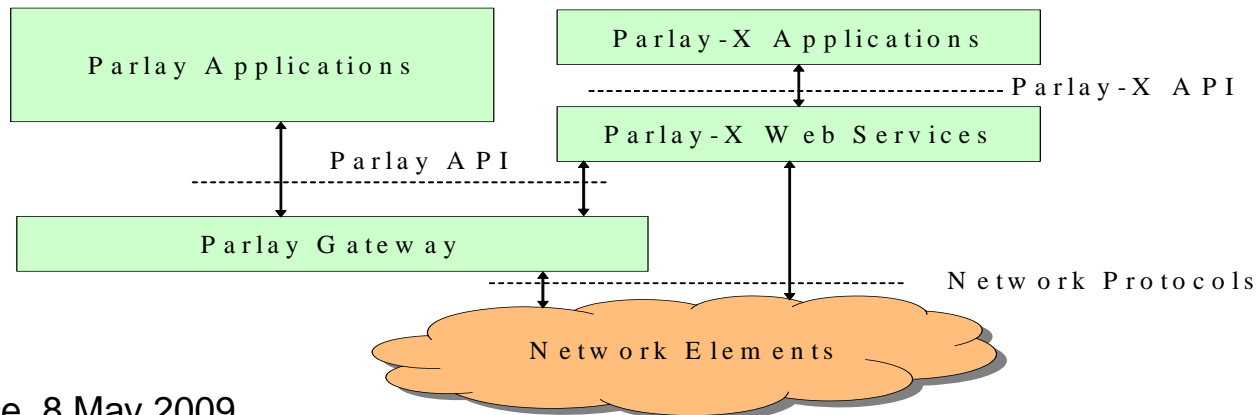 Parlay Applications
Parlay-X Applications
Parlay-X API
Parlay-X Web Services
Parlay API
Parlay Gateway
Network Protocols
Network Elements
8 May 2009